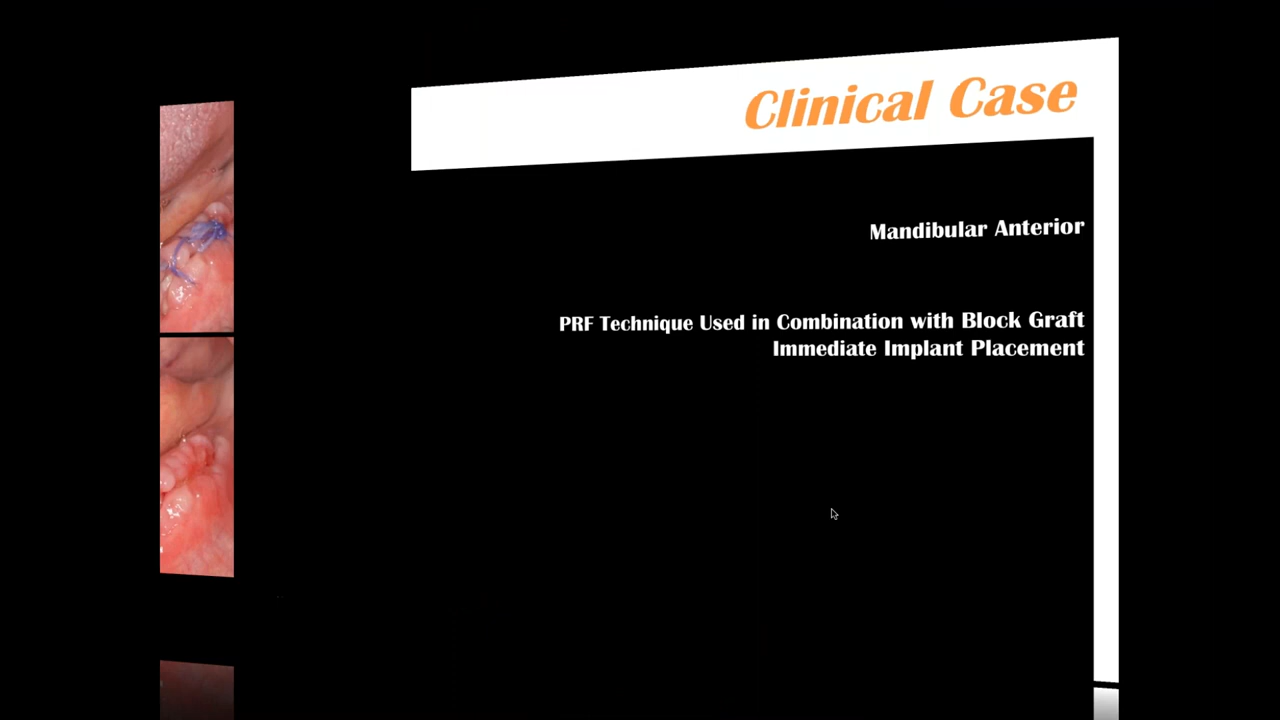 Clinical Case
Mandibular Anterior
PRF Technique Used in Combination with Block Graft
Immediate Implant Placement